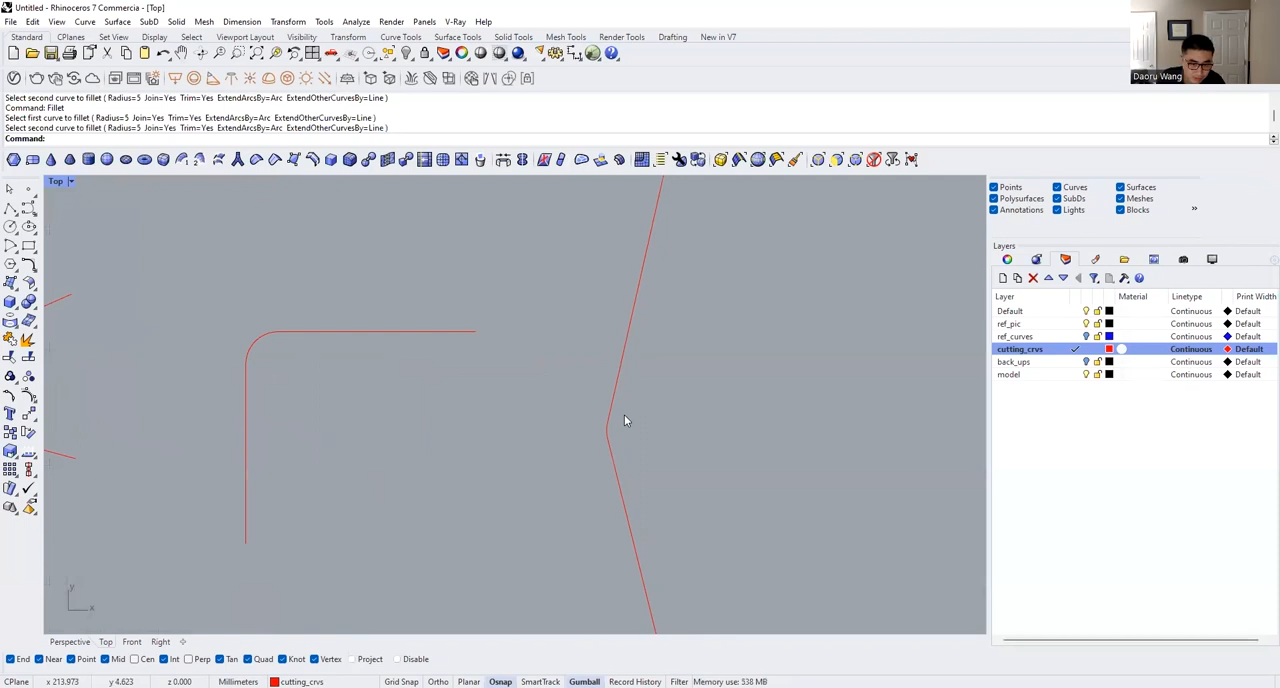 Untitled - Rhinoceros 7 Commercia - [Top]
File Edit View Curve Surface SubD Solid Mesh Dimension Transform Tools Analyze Render Panels V-Ray Help
Standard CPlanes Set View Display Select Viewport Layout Visibility Transform Curve Tools Surface Tools Solid Tools Mesh Tools Render Tools Drafting New in V7
Daoru Wang
Select second curve to fillet ( Radius=5 Join=Yes Trim=Yes ExtendArcsBy=Arc ExtendOtherCurvesBy=Line )
Command: Fillet
Select first curve to fillet ( Radius=5 Join=Yes Trim=Yes ExtendArcsBy=Arc ExtendOtherCurvesBy=Line )
Select second curve to fillet ( Radius=5 Join=Yes Trim=Yes ExtendArcsBy=Arc ExtendOtherCurvesBy=Line )
Command:
Top
Points Curves Surfaces
Polysurfaces SubDs Meshes
Annotations Lights Blocks
Layers
Layer Material Linetype Print Width
Default Continuous Default
ref_pic Continuous Default
ref_curves Continuous Default
cutting_crvs Continuous Default
back_ups Continuous Default
model Continuous Default
y
x
Perspective Top Front Right
End Near Point Mid Cen Int Perp Tan Quad Knot Vertex Project Disable
CPlane x 213.973 y 4.623 z 0.000 Millimeters cutting_crvs Grid Snap Ortho Planar Osnap SmartTrack Gumball Record History Filter Memory use: 538 MB